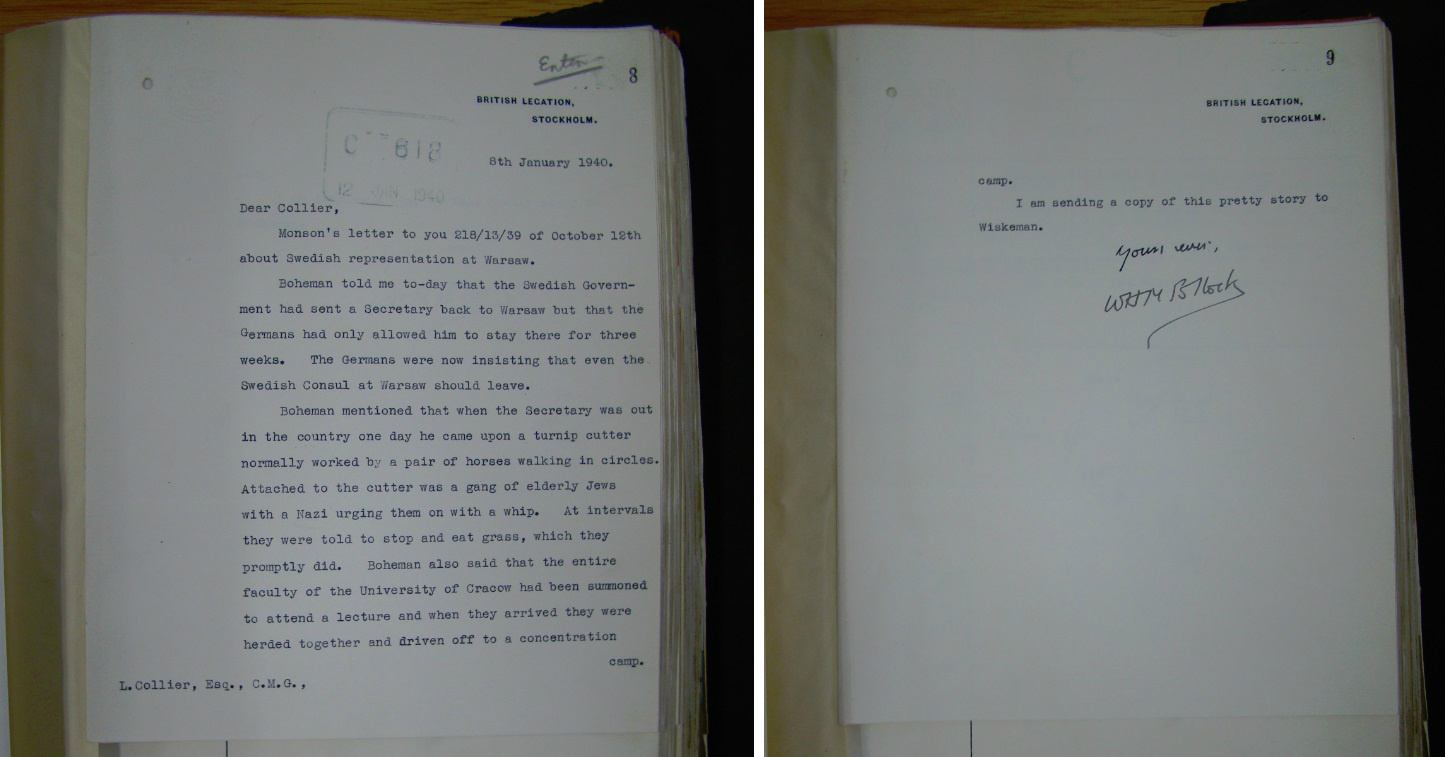 Enter
8
BRITISH LEGATION,
STOCKHOLM.
C 618
12 JAN 1940
8th January 1940.
Dear Collier,
Monson's letter to you 218/13/39 of October 12th
about Swedish representation at Warsaw.
Boheman told me to-day that the Swedish Govern-
ment had sent a Secretary back to Warsaw but that the
Germans had only allowed him to stay there for three
weeks. The Germans were now insisting that even the
Swedish Consul at Warsaw should leave.
Boheman mentioned that when the Secretary was out
in the country one day he came upon a turnip cutter
normally worked by a pair of horses walking in circles.
Attached to the cutter was a gang of elderly Jews
with a Nazi urging them on with a whip. At intervals
they were told to stop and eat grass, which they
promptly did. Boheman also said that the entire
faculty of the University of Cracow had been summoned
to attend a lecture and when they arrived they were
herded together and driven off to a concentration
camp.
L.Collier, Esq., C.M.G.,
9
BRITISH LEGATION,
STOCKHOLM.
camp.
I am sending a copy of this pretty story to
Wiskeman.
Yours ever,